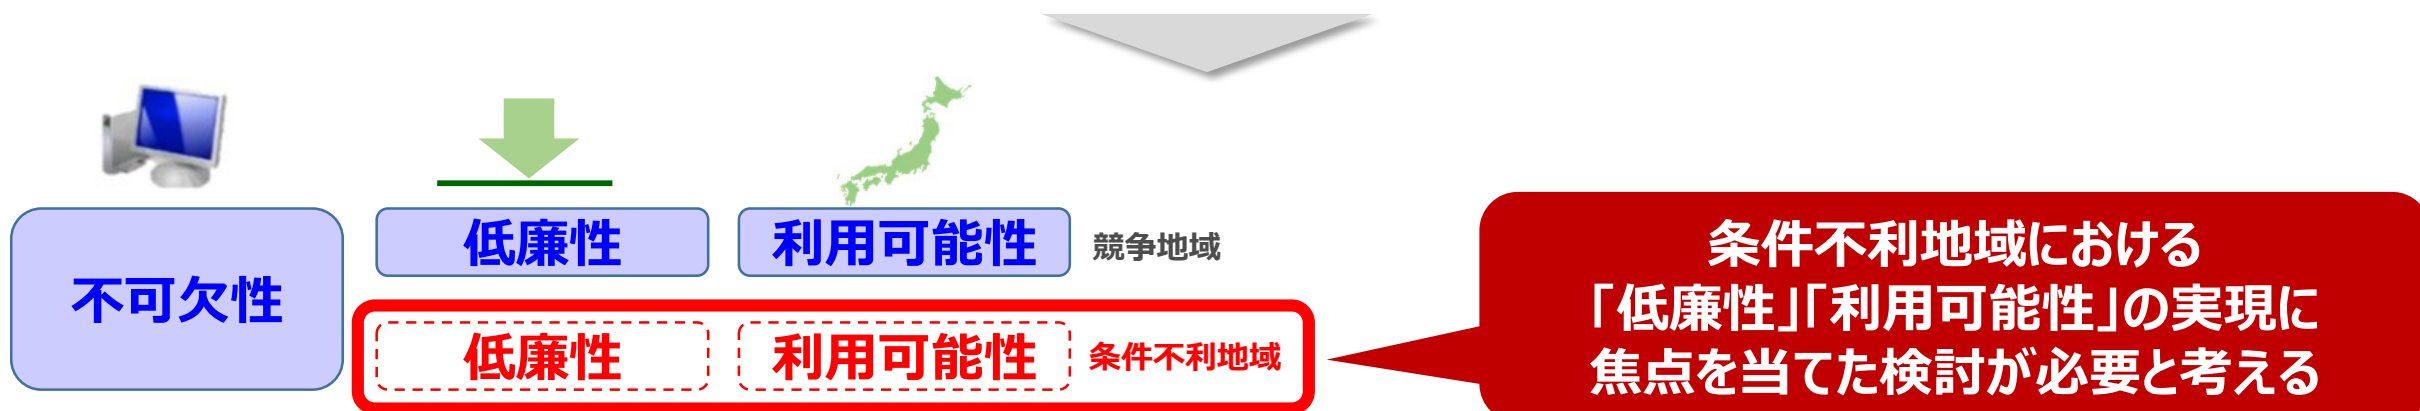 不可欠性
低廉性
利用可能性
競争地域
低廉性
利用可能性
条件不利地域
条件不利地域における
「低廉性」「利用可能性」の実現に
焦点を当てた検討が必要と考える